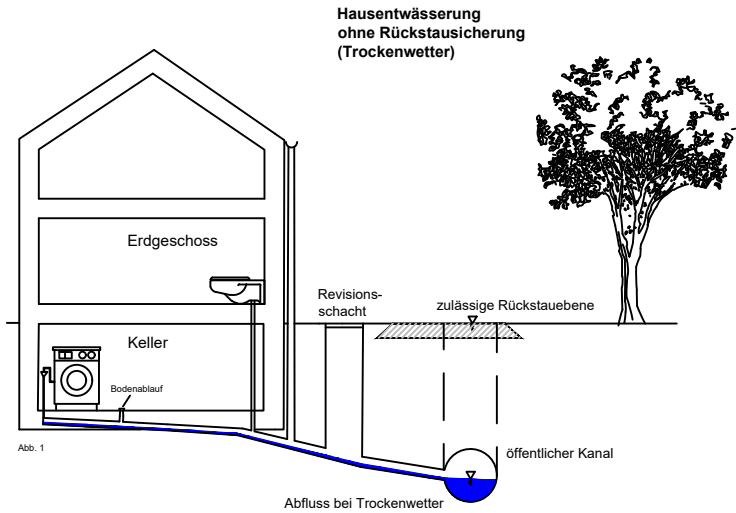 Hausentwässerung
ohne Rückstausicherung
(Trockenwetter)
Erdgeschoss
Revisions-
schacht
zulässige Rückstauebene
Keller
Bodenablauf
Abb. 1
öffentlicher Kanal
Abfluss bei Trockenwetter